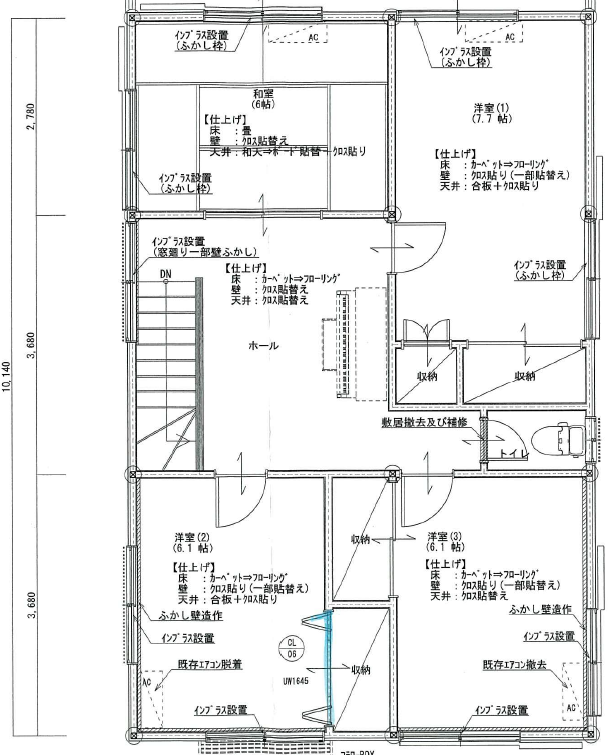 インプラス設置
(ふかし枠)
AC
AC
インプラス設置
(ふかし枠)
和室
(6帖)
【仕上げ】
床 : 畳
壁 : クロス貼替え
天井 : 和天⇒ボード貼替+クロス貼り
洋室(1)
(7.7 帖)
【仕上げ】
床 : カーペット⇒フローリング
壁 : クロス貼り(一部貼替え)
天井 : 合板+クロス貼り
インプラス設置
(ふかし枠)
2,780
インプラス設置
(窓廻り一部壁ふかし)
DN
【仕上げ】
床 : カーペット⇒フローリング
壁 : クロス貼替え
天井 : クロス貼替え
インプラス設置
(ふかし枠)
ホール
3,680
10,140
収納
収納
敷居撤去及び補修
トイレ
洋室(2)
(6.1 帖)
【仕上げ】
床 : カーペット⇒フローリング
壁 : クロス貼り(一部貼替え)
天井 : 合板+クロス貼り
収納
洋室(3)
(6.1 帖)
【仕上げ】
床 : カーペット⇒フローリング
壁 : クロス貼り(一部貼替え)
天井 : クロス貼替え
3,680
ふかし壁造作
インプラス設置
既存エアコン脱着
AC
CL
06
UW1645
収納
ふかし壁造作
インプラス設置
既存エアコン撤去
AC
インプラス設置
インプラス設置